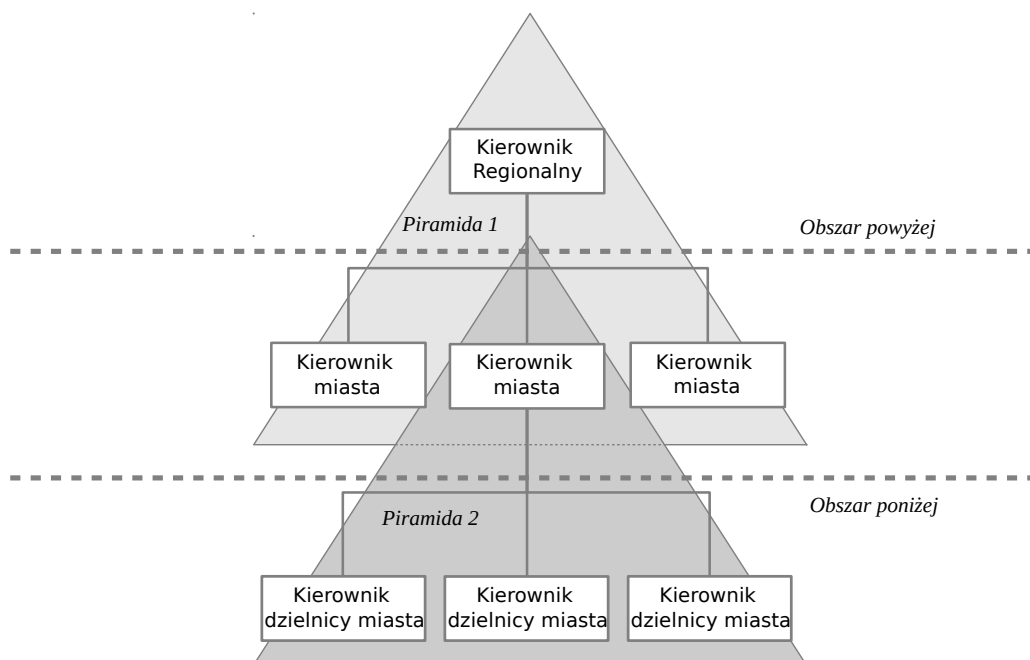 Kierownik
Regionalny
Piramida 1
Obszar powyżej
Kierownik
miasta
Kierownik
miasta
Kierownik
miasta
Obszar poniżej
Piramida 2
Kierownik
dzielnicy miasta
Kierownik
dzielnicy miasta
Kierownik
dzielnicy miasta